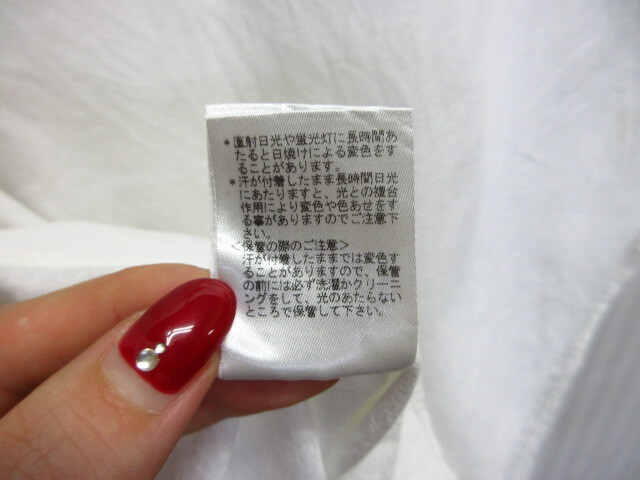 *直射日光や蛍光灯に長時間あ
たると日焼けによる変色をす
ることがあります。
*汗が付着したまま長時間日光
にあたりますと、光との複合
作用により変色や色あせをす
る事がありますのでご注意下
さい。
<保管の際のご注意>
汗が付着したままでは変色す
ることがありますので、保管
の前には必ず洗濯かクリーニ
ングをして、光のあたらない
ところで保管して下さい。